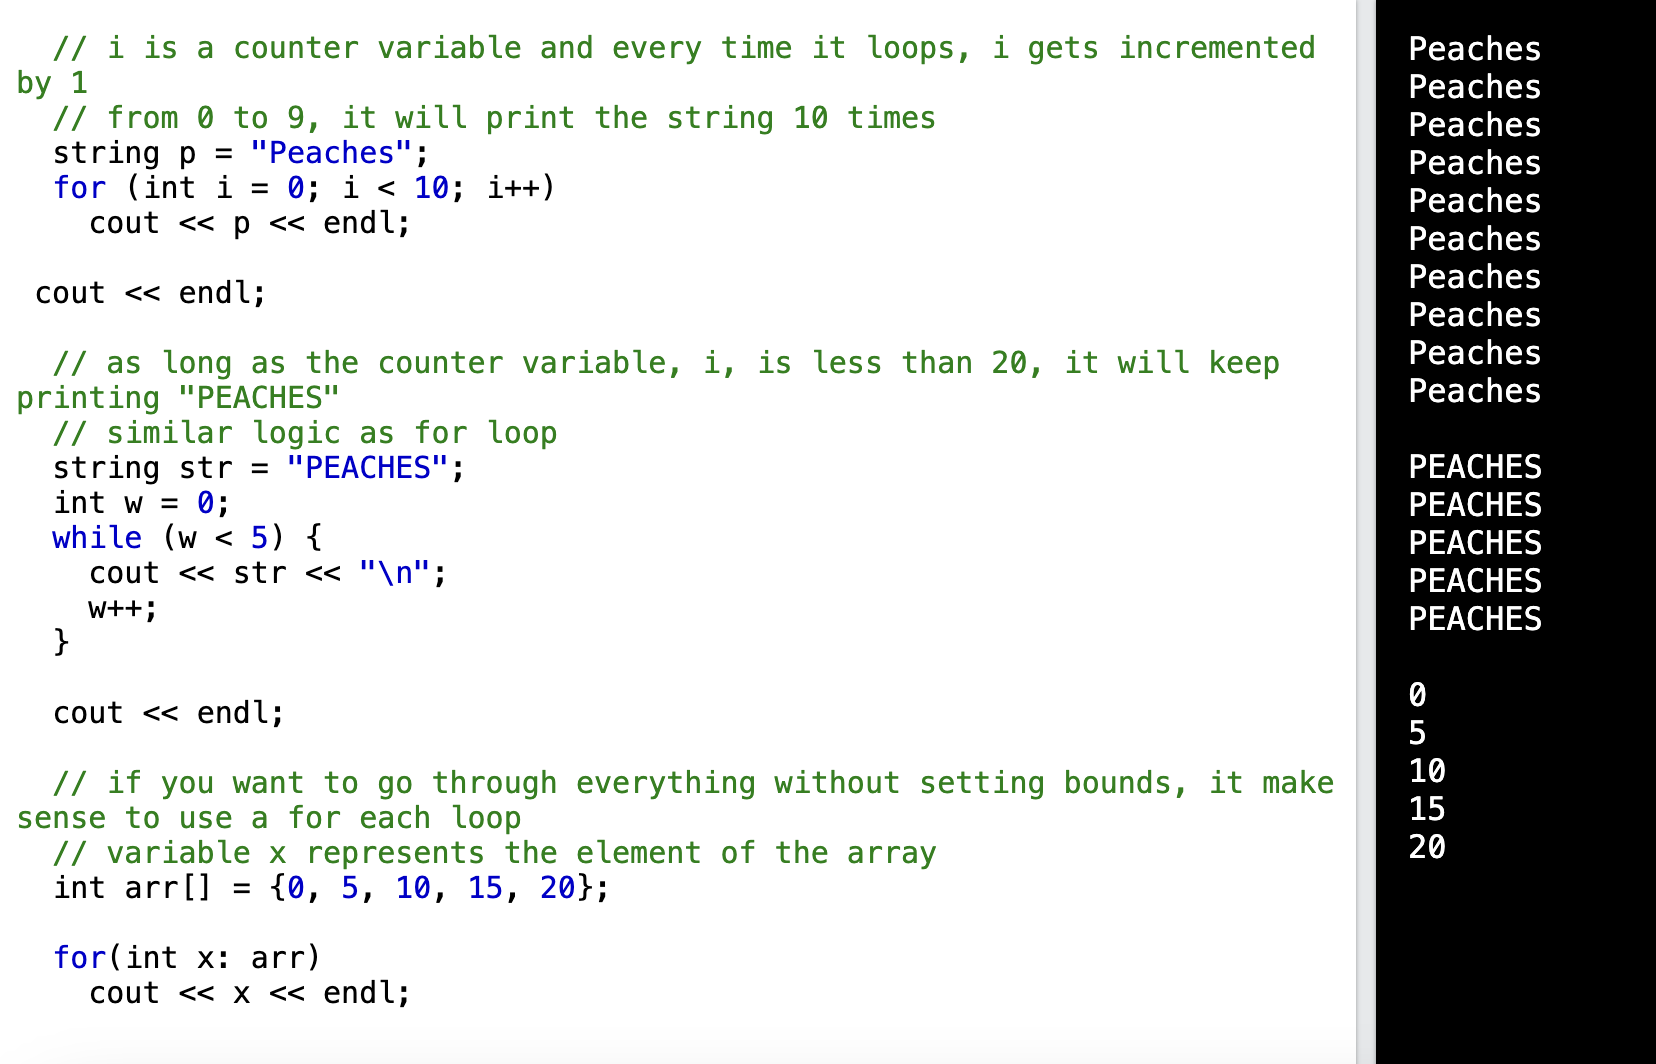 // i is a counter variable and every time it loops, i gets incremented
by 1
// from 0 to 9, it will print the string 10 times
string p = "Peaches";
for (int i = 0; i < 10; i++)
cout << p << endl;
cout << endl;
// as long as the counter variable, i, is less than 20, it will keep
printing "PEACHES"
// similar logic as for loop
string str = "PEACHES";
int w = 0;
while (w < 5) {
cout << str << "\n";
w++;
}
cout << endl;
// if you want to go through everything without setting bounds, it make
sense to use a for each loop
// variable x represents the element of the array
int arr[] = {0, 5, 10, 15, 20};
for(int x: arr)
cout << x << endl;
Peaches
Peaches
Peaches
Peaches
Peaches
Peaches
Peaches
Peaches
Peaches
Peaches
PEACHES
PEACHES
PEACHES
PEACHES
PEACHES
0
5
10
15
20